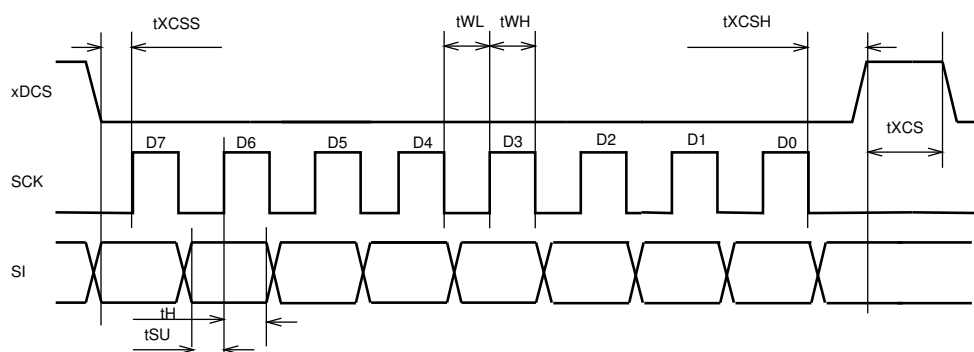 tXCSS tWL tWH tXCSH
xDCS
tXCS
D7 D6 D5 D4 D3 D2 D1 D0
SCK
SI
tH
tSU